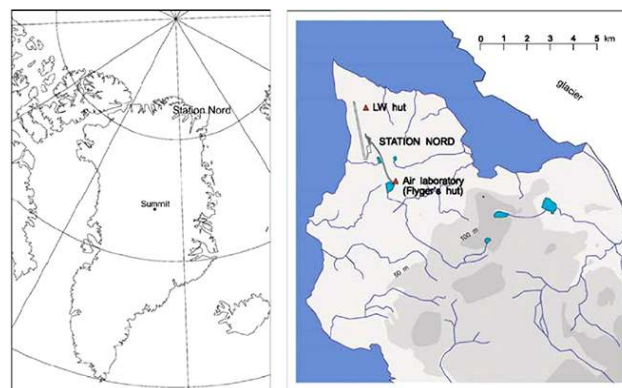 Station Nord
Summit
0 1 2 3 4 5
km
glacier
LW hut
STATION NORD
Air laboratory
(Flyger's hut)
100 m
50 m